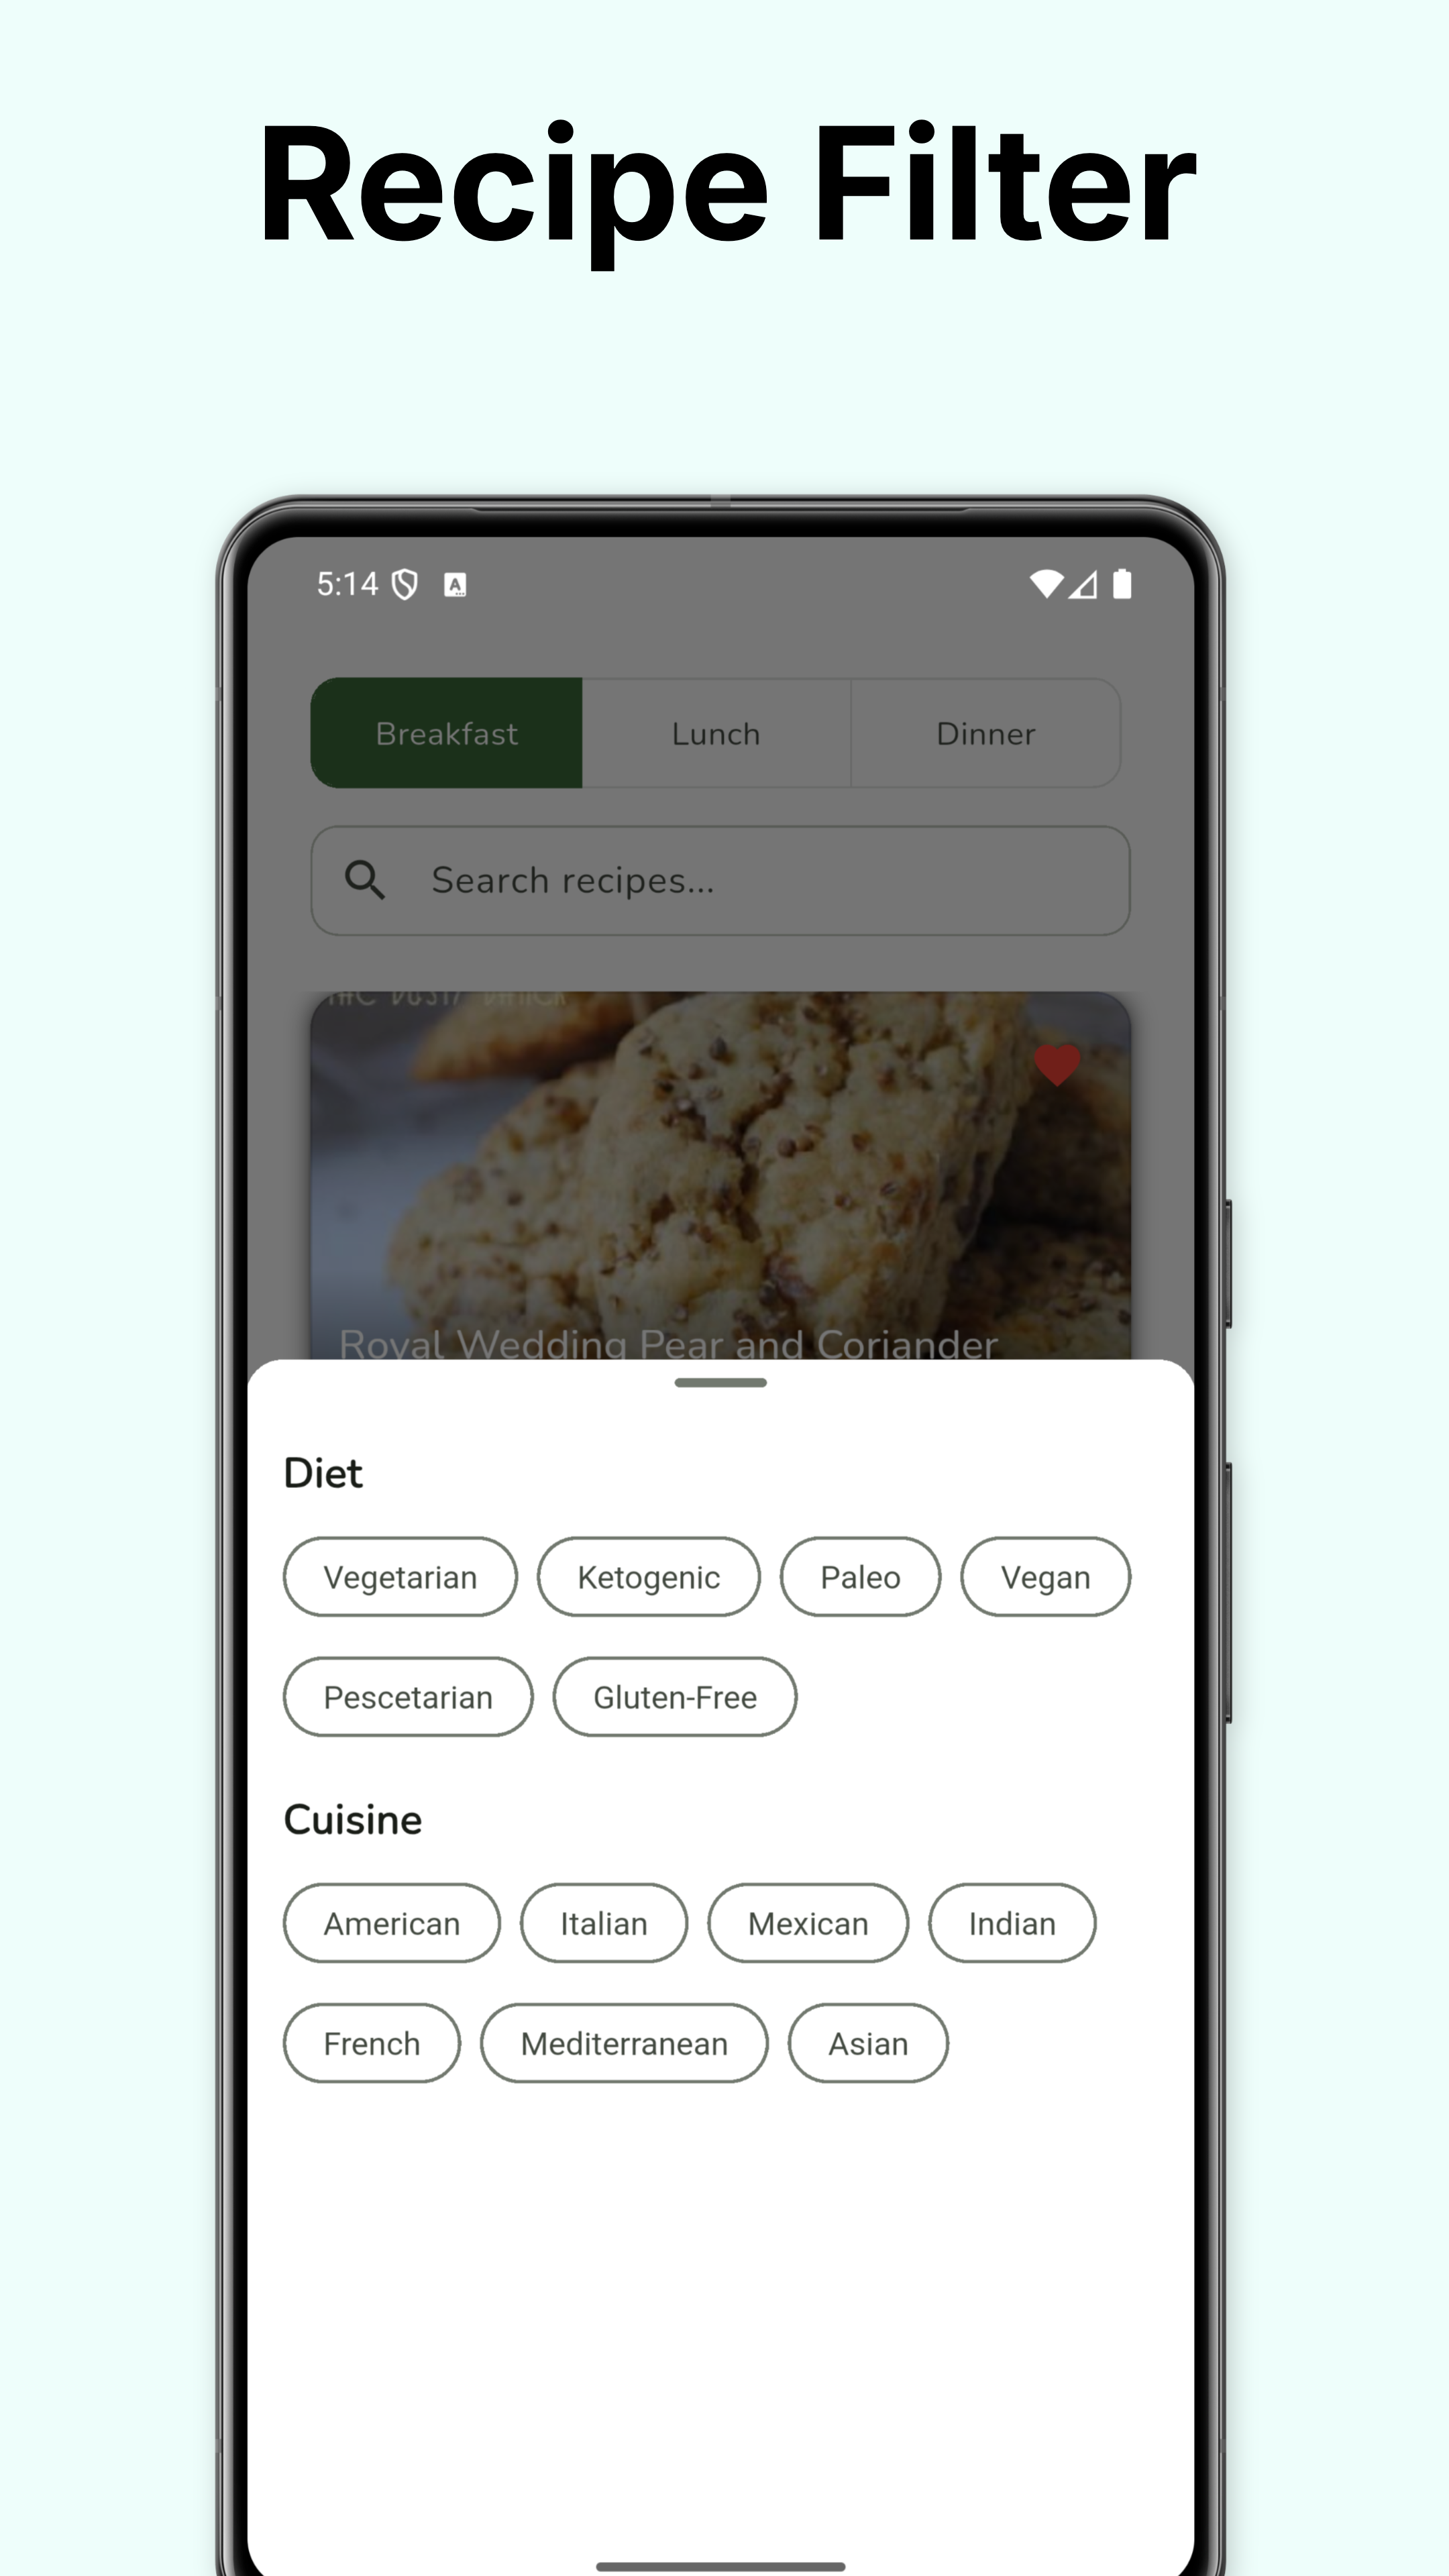 Recipe Filter
5:14
Breakfast Lunch Dinner
Search recipes...
Royal Wedding Pear and Coriander
Diet
Vegetarian Ketogenic Paleo Vegan
Pescetarian Gluten-Free
Cuisine
American Italian Mexican Indian
French Mediterranean Asian